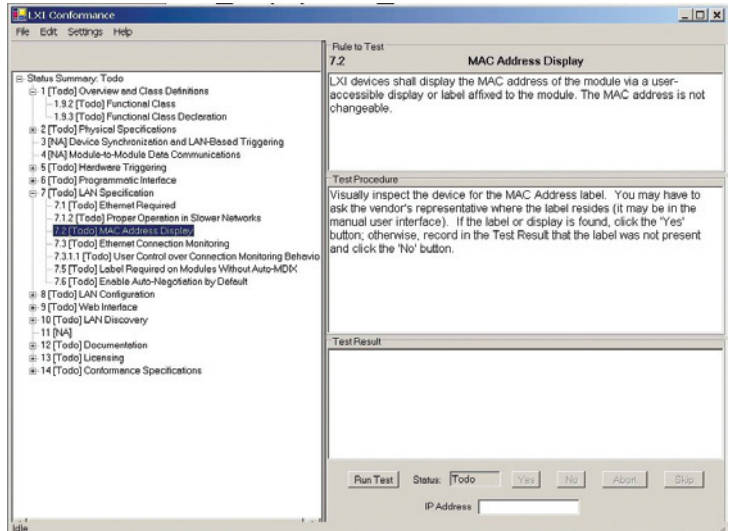 LXI Conformance
File Edit Settings Help
Status Summary: Todo
1 [Todo] Overview and Class Definitions
1.9.2 [Todo] Functional Class
1.9.3 [Todo] Functional Class Declaration
2 [Todo] Physical Specifications
3 [NA] Device Synchronization and LAN-Based Triggering
4 [NA] Module-to-Module Data Communications
5 [Todo] Hardware Triggering
6 [Todo] Programmatic Interface
7 [Todo] LAN Specification
7.1 [Todo] Ethernet Required
7.1.2 [Todo] Proper Operation in Slower Networks
7.2 [Todo] MAC Address Display
7.3 [Todo] Ethernet Connection Monitoring
7.3.1.1 [Todo] User Control over Connection Monitoring Behavio
7.5 [Todo] Label Required on Modules Without Auto-MDIX
7.6 [Todo] Enable Auto-Negotiation by Default
8 [Todo] LAN Configuration
9 [Todo] Web Interface
10 [Todo] LAN Discovery
11 [NA]
12 [Todo] Documentation
13 [Todo] Licensing
14 [Todo] Conformance Specifications
Rule to Test
7.2 MAC Address Display
LXI devices shall display the MAC address of the module via a user-
accessible display or label affixed to the module. The MAC address is not
changeable.
Test Procedure
Visually inspect the device for the MAC Address label. You may have to
ask the vendor's representative where the label resides (it may be in the
manual user interface). If the label or display is found, click the 'Yes'
button; otherwise, record in the Test Result that the label was not present
and click the 'No' button.
Test Result
Run Test Status: Todo Yes No Abort Skip
IP Address
Idle